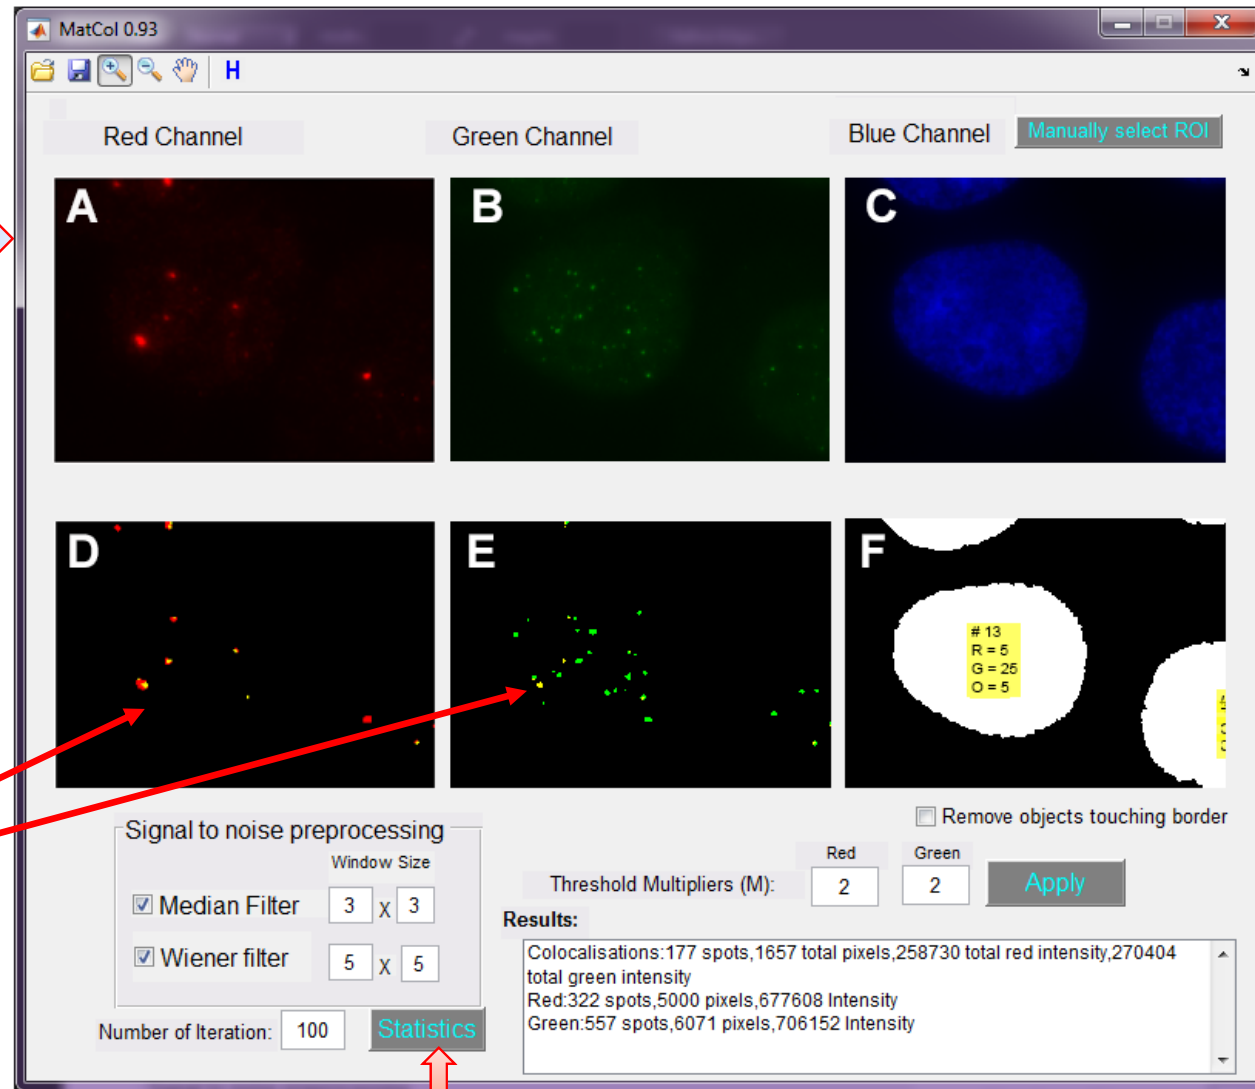 MatCol 0.93
H
Red Channel
Green Channel
Blue Channel
Manually select ROI
A
B
C
D
E
F
# 13
R = 5
G = 25
O = 5
Remove objects touching border
Signal to noise preprocessing
Window Size
Median Filter 3 X 3
Wiener filter 5 X 5
Number of Iteration: 100
Statistics
Red
Green
Threshold Multipliers (M): 2 2
Apply
Results:
Colocalisations:177 spots,1657 total pixels,258730 total red intensity,270404
total green intensity
Red:322 spots,5000 pixels,677608 Intensity
Green:557 spots,6071 pixels,706152 Intensity